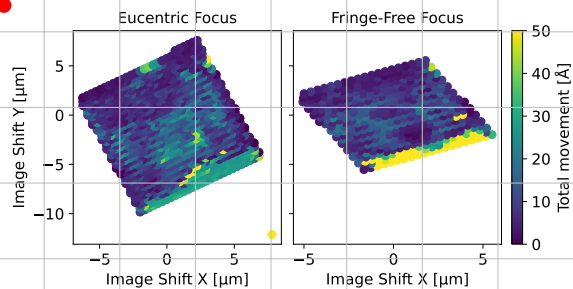 Eucentric Focus
Fringe-Free Focus
5
0
−5
−10
−5
0
5
−5
0
5
Image Shift Y [μm]
Image Shift X [μm]
Image Shift X [μm]
50
40
30
20
10
0
Total movement [Å]